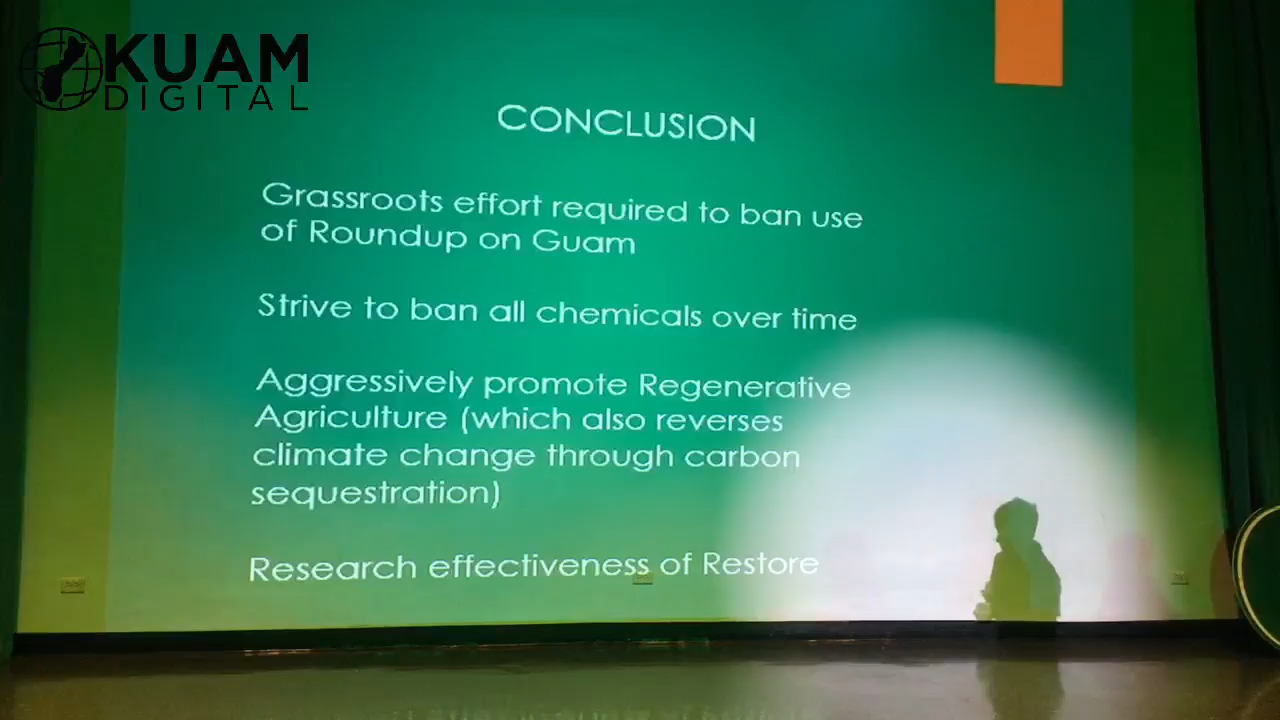 KUAM
DIGITAL
CONCLUSION
Grassroots effort required to ban use
of Roundup on Guam
Strive to ban all chemicals over time
Aggressively promote Regenerative
Agriculture (which also reverses
climate change through carbon
sequestration)
Research effectiveness of Restore